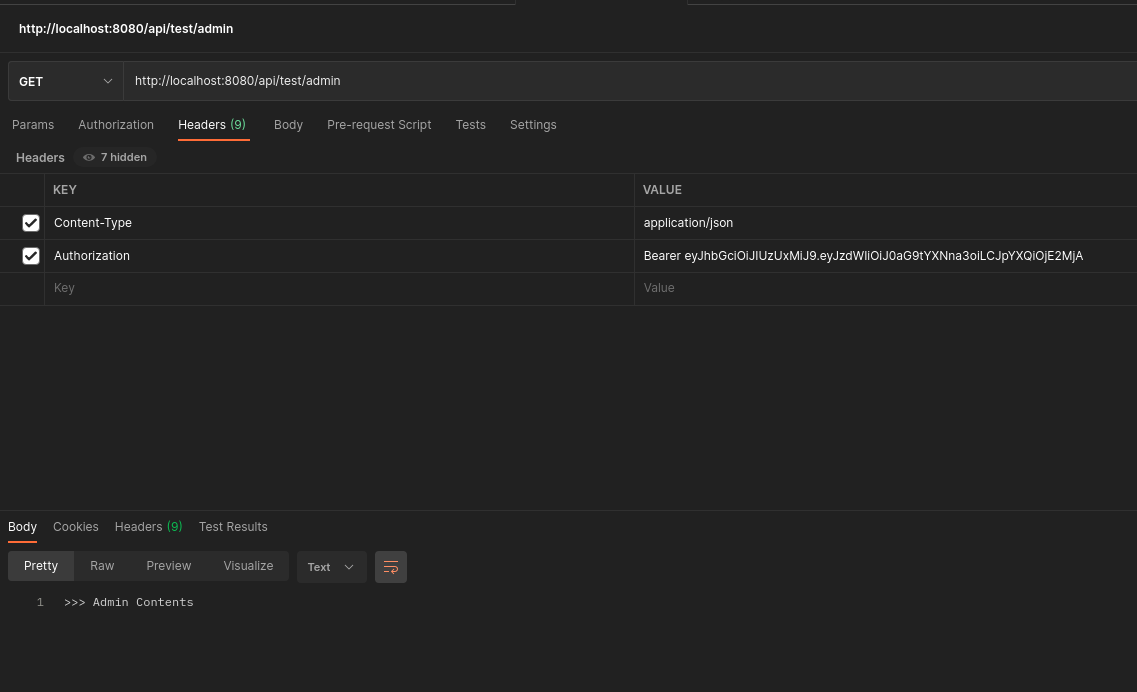 http://localhost:8080/api/test/admin
GET http://localhost:8080/api/test/admin
Params Authorization Headers (9) Body Pre-request Script Tests Settings
Headers 7 hidden
KEY VALUE
Content-Type application/json
Authorization Bearer eyJhbGciOiJIUzUxMiJ9.eyJzdWIiOiJ0aG9tYXNna3oiLCJpYXQiOjE2MjA
Key Value
Body Cookies Headers (9) Test Results
Pretty Raw Preview Visualize Text
1 >>> Admin Contents